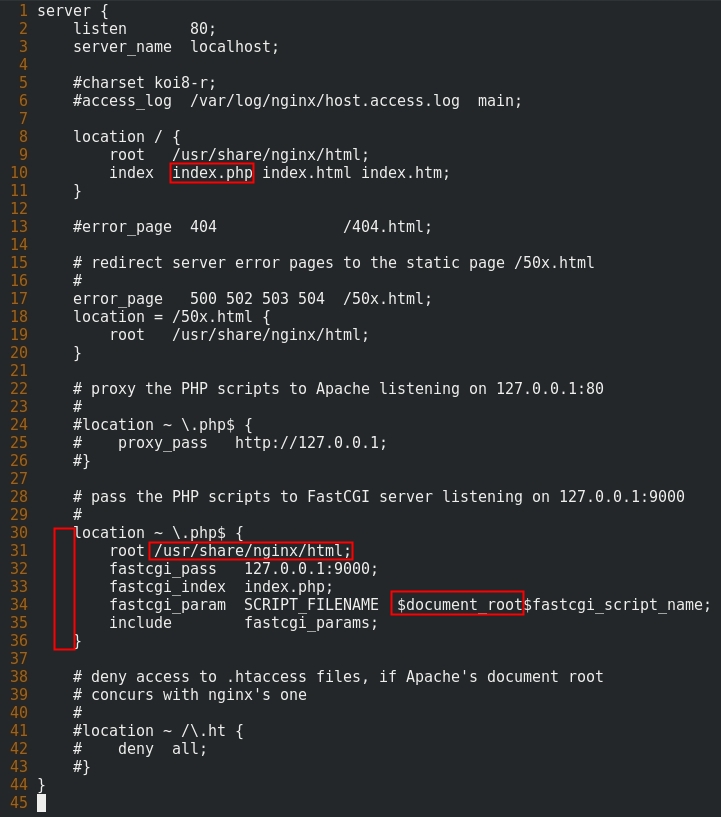 1 server {
2     listen       80;
3     server_name  localhost;
4
5     #charset koi8-r;
6     #access_log  /var/log/nginx/host.access.log  main;
7
8     location / {
9         root   /usr/share/nginx/html;
10         index  index.php index.html index.htm;
11     }
12
13     #error_page  404              /404.html;
14
15     # redirect server error pages to the static page /50x.html
16     #
17     error_page   500 502 503 504  /50x.html;
18     location = /50x.html {
19         root   /usr/share/nginx/html;
20     }
21
22     # proxy the PHP scripts to Apache listening on 127.0.0.1:80
23     #
24     #location ~ \.php$ {
25     #    proxy_pass   http://127.0.0.1;
26     #}
27
28     # pass the PHP scripts to FastCGI server listening on 127.0.0.1:9000
29     #
30     location ~ \.php$ {
31         root /usr/share/nginx/html;
32         fastcgi_pass   127.0.0.1:9000;
33         fastcgi_index  index.php;
34         fastcgi_param  SCRIPT_FILENAME  $document_root$fastcgi_script_name;
35         include        fastcgi_params;
36     }
37
38     # deny access to .htaccess files, if Apache's document root
39     # concurs with nginx's one
40     #
41     #location ~ /\.ht {
42     #    deny  all;
43     #}
44 }
45